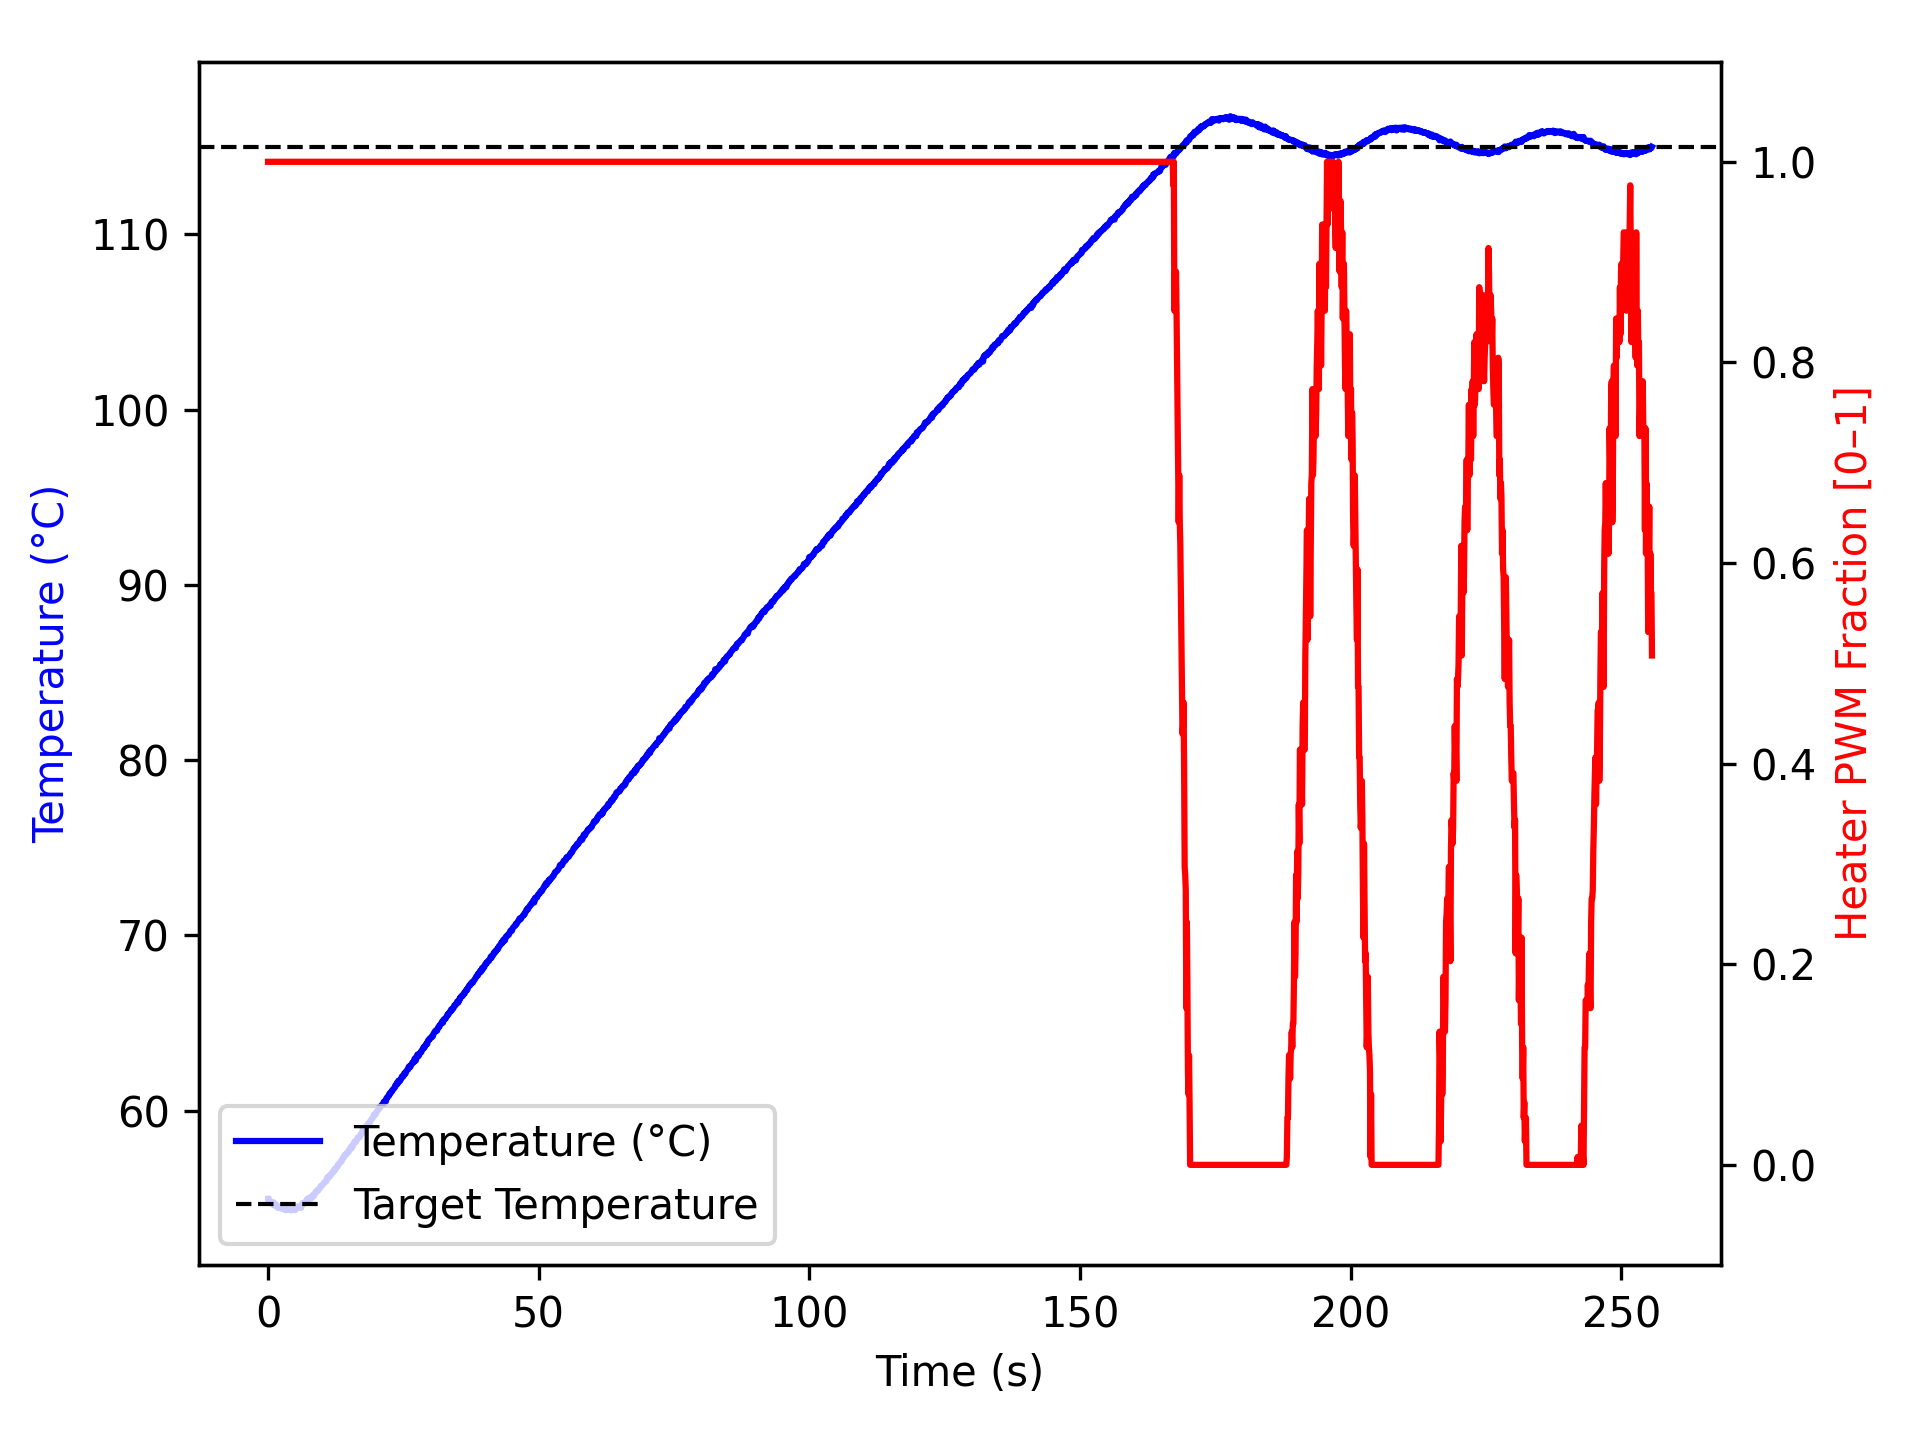 110
100
90
80
70
60
Temperature (°C)
1.0
0.8
0.6
0.4
0.2
0.0
Heater PWM Fraction [0–1]
Temperature (°C)
Target Temperature
0 50 100 150 200 250
Time (s)